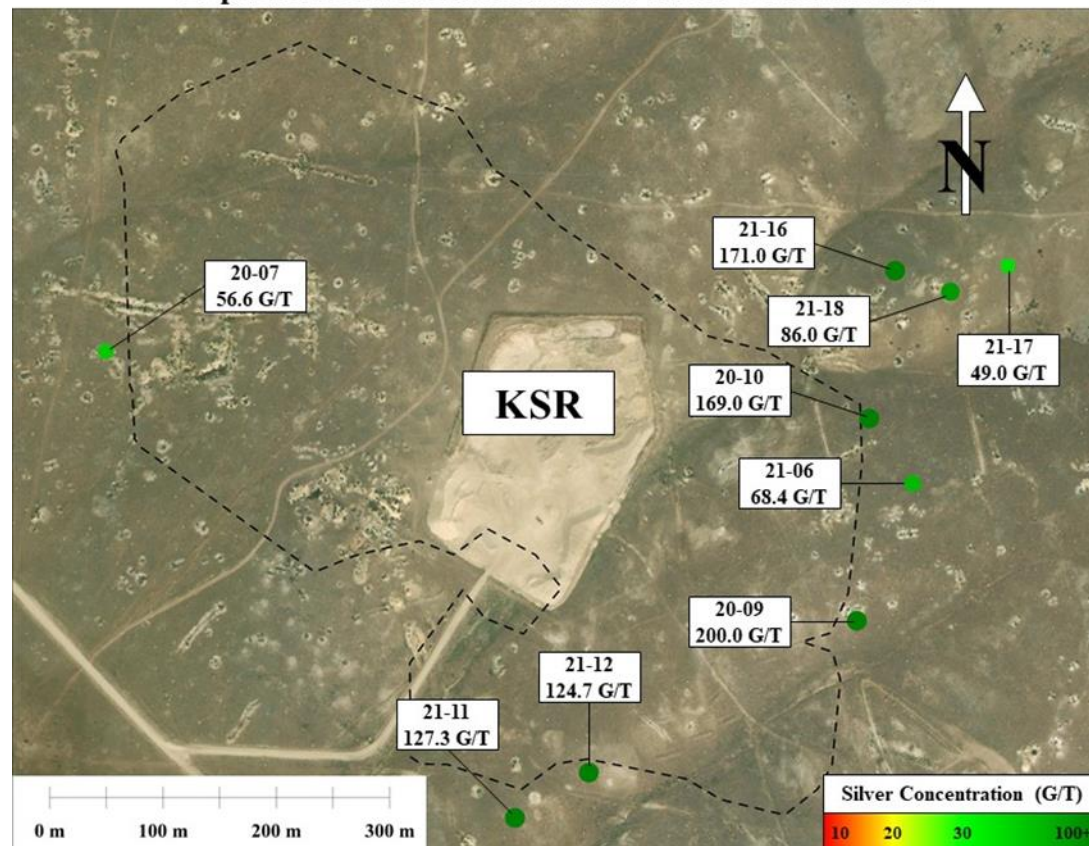 N
21-16
171.0 G/T
20-07
56.6 G/T
21-18
86.0 G/T
21-17
49.0 G/T
KSR
20-10
169.0 G/T
21-06
68.4 G/T
20-09
200.0 G/T
21-12
124.7 G/T
21-11
127.3 G/T
0 m 100 m 200 m 300 m
Silver Concentration (G/T)
10 20 30 100+